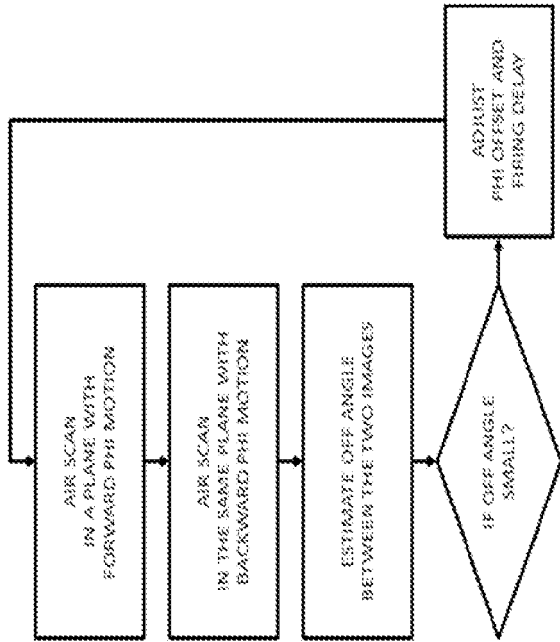 AIR SCAN
IN A PLANE WITH
FORWARD PHI MOTION
AIR SCAN
IN THE SAME PLANE WITH
BACKWARD PHI MOTION
ESTIMATE OFF ANGLE
BETWEEN THE TWO IMAGES
IF OFF ANGLE
SMALL?
ADJUST
PHI OFFSET AND
FIRING DELAY